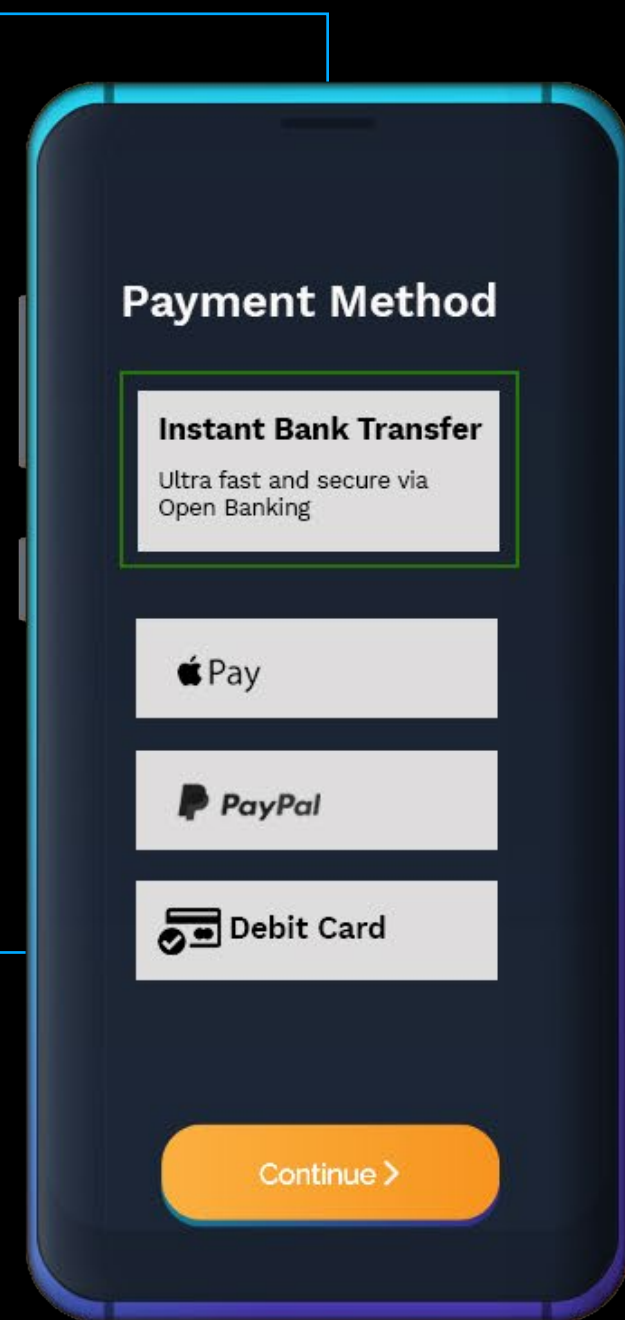 Payment Method
Instant Bank Transfer
Ultra fast and secure via
Open Banking
Pay
PayPal
Debit Card
Continue